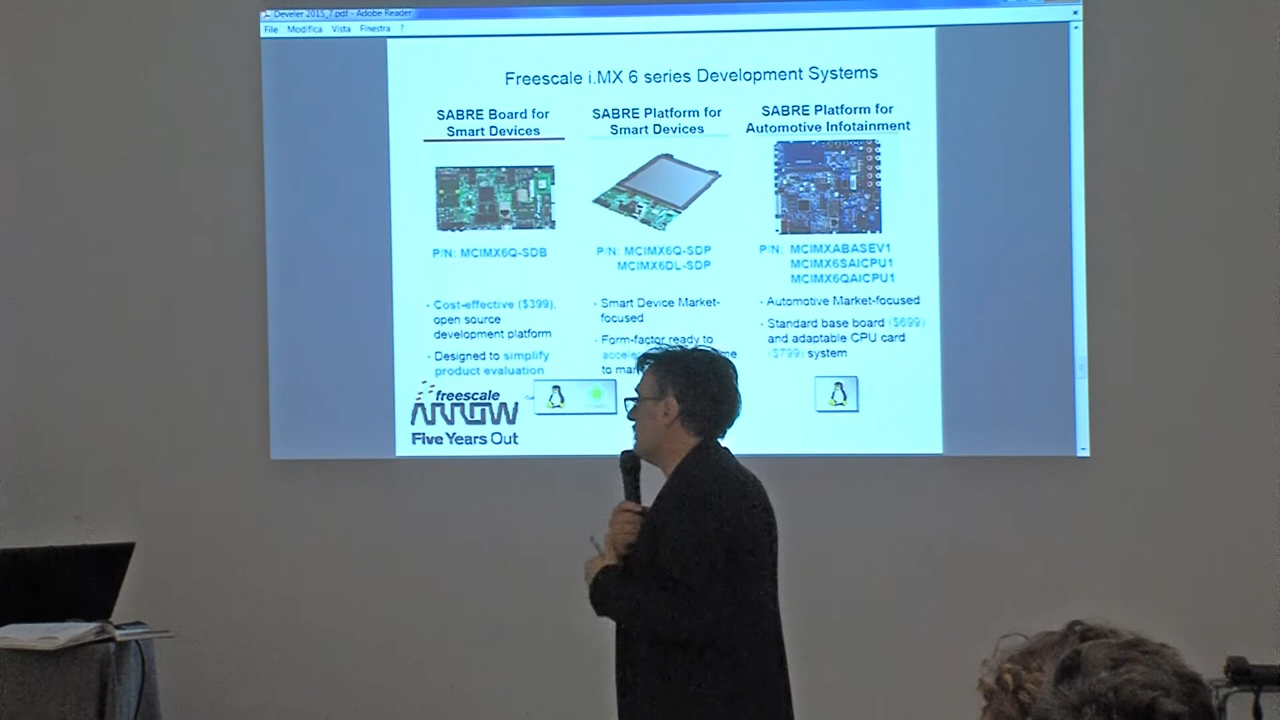 Develer 2015_7.pdf - Adobe Reader
File Modifica Vista Finestra ?
Freescale i.MX 6 series Development Systems
SABRE Board for
Smart Devices
P/N: MCIMX6Q-SDB
· Cost-effective ($399),
open source
development platform
· Designed to simplify
product evaluation
SABRE Platform for
Smart Devices
P/N: MCIMX6Q-SDP
MCIMX6DL-SDP
· Smart Device Market-
focused
· Form-factor ready to
to
SABRE Platform for
Automotive Infotainment
P/N: MCIMXABASEV1
MCIMX6SAICPU1
MCIMX6QAICPU1
· Automotive Market-focused
· Standard base board ($699)
and adaptable CPU card
($799) system
freescale
ARROW
Five Years Out